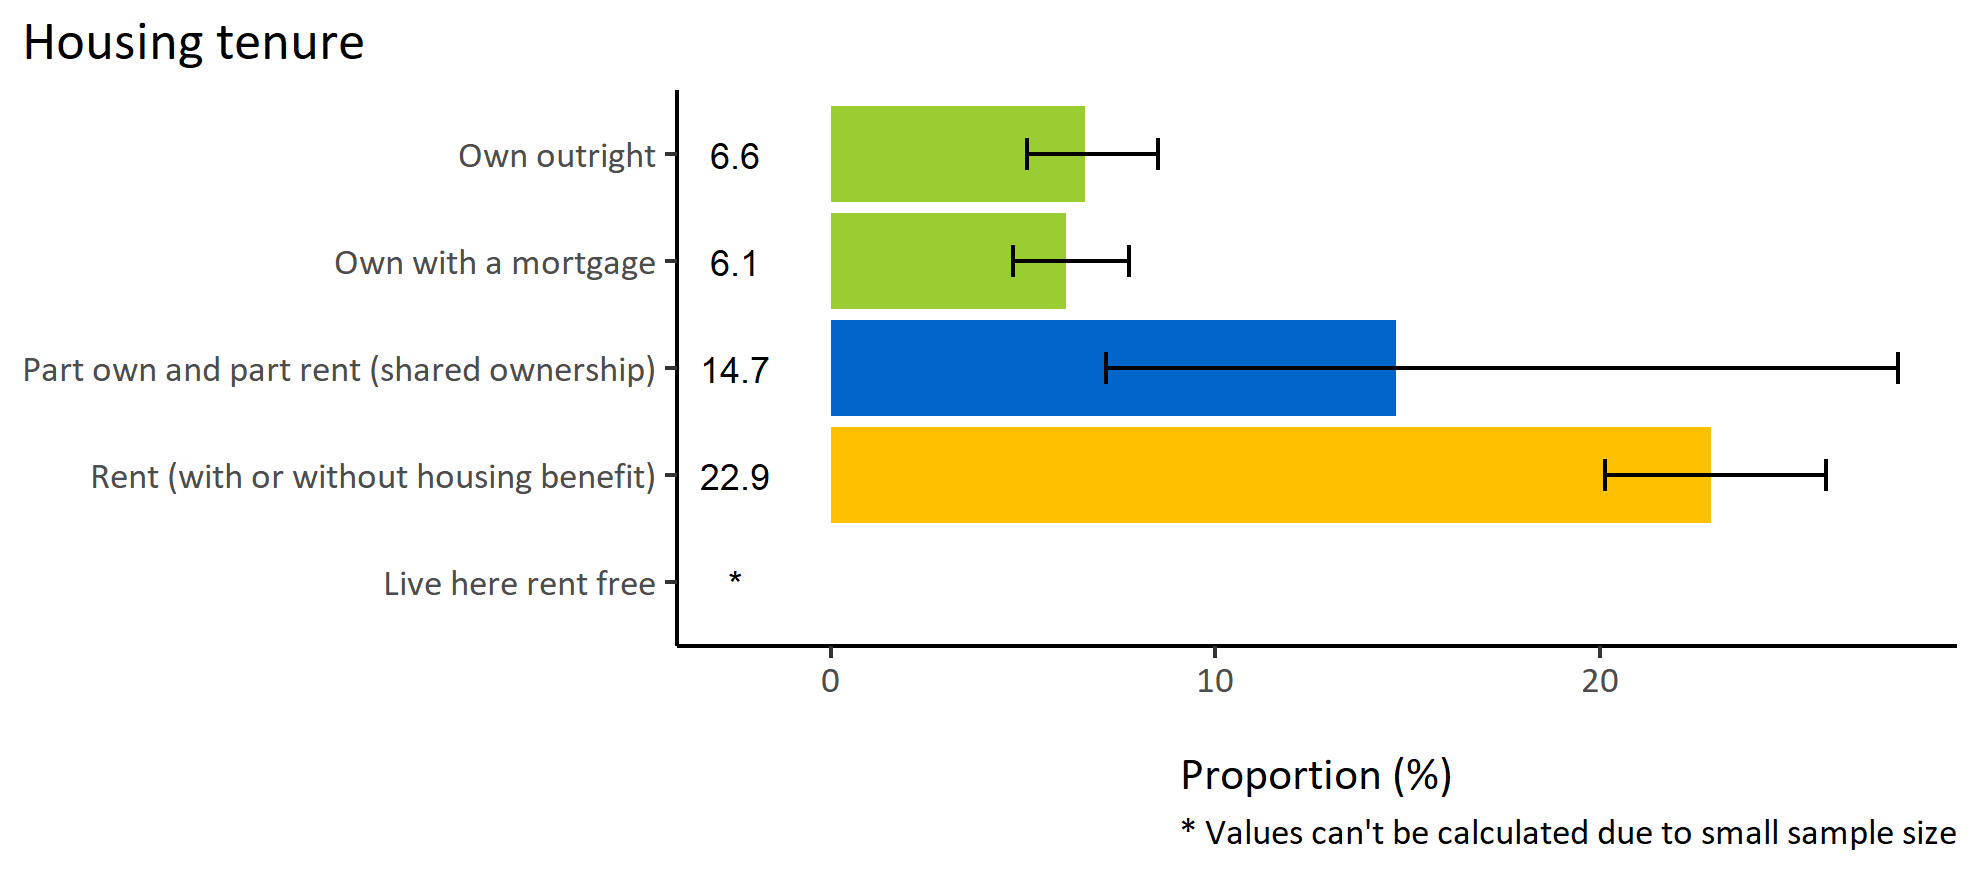 Housing tenure
Own outright 6.6
Own with a mortgage 6.1
Part own and part rent (shared ownership) 14.7
Rent (with or without housing benefit) 22.9
Live here rent free *
0 10 20
Proportion (%)
* Values can't be calculated due to small sample size